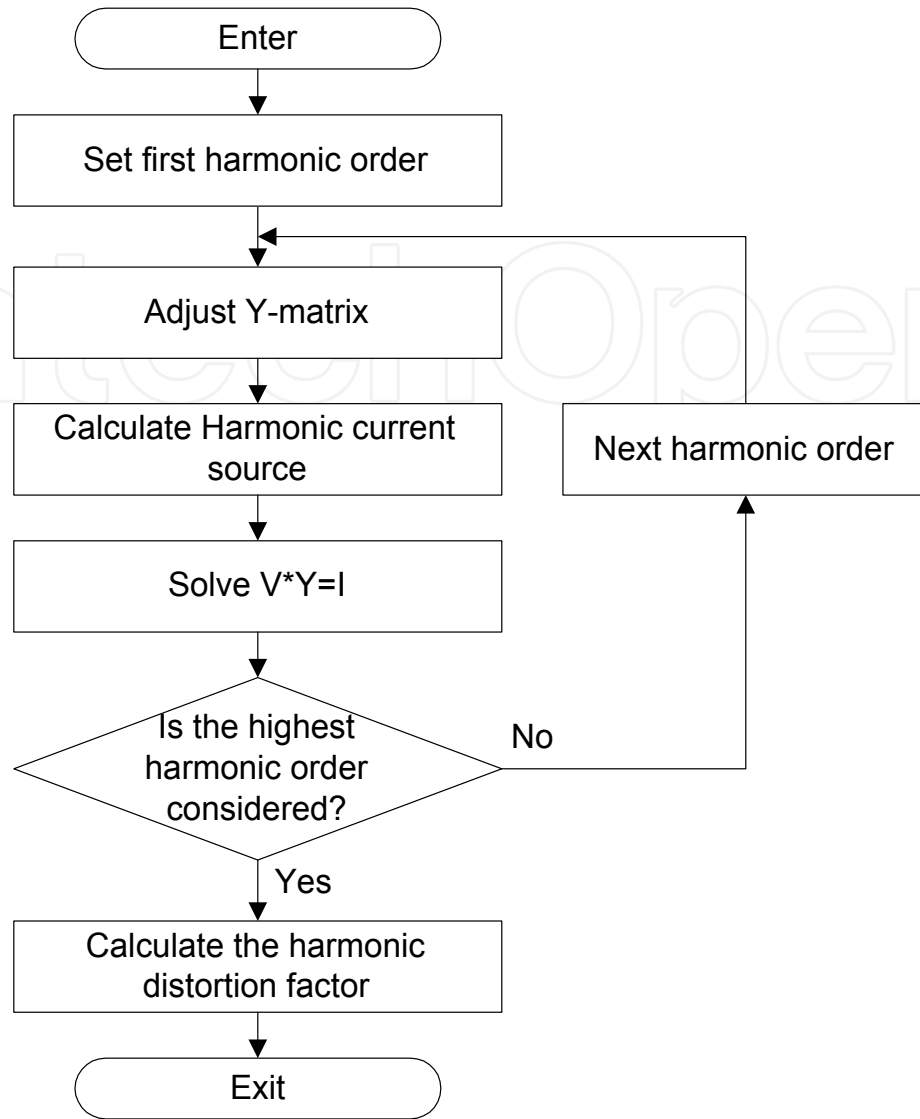 Enter
Set first harmonic order
Adjust Y-matrix
Calculate Harmonic current
source
Next harmonic order
Solve V*Y=I
Is the highest
harmonic order
considered?
No
Yes
Calculate the harmonic
distortion factor
Exit
ntechOpen